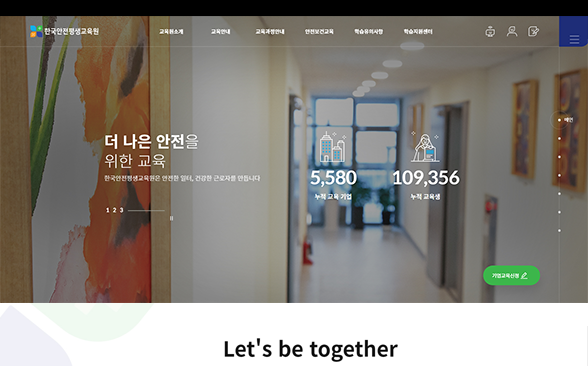 한국안전평생교육원
교육원소개 교육안내 교육과정안내 안전보건교육 학습유의사항 학습지원센터
메인
더 나은 안전을
위한 교육
한국안전평생교육원은 안전한 일터, 건강한 근로자를 만듭니다
5,580 109,356
누적 교육 기업 누적 교육생
1 2 3
기업교육신청
Let's be together